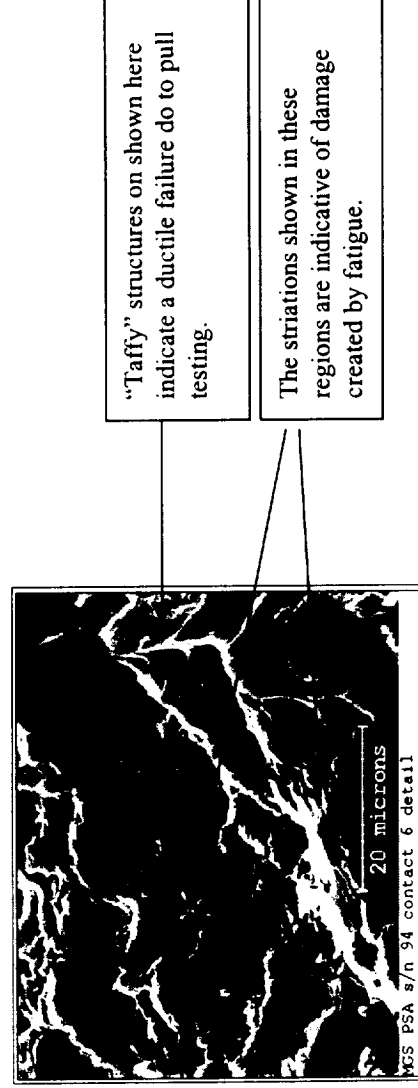 “Taffy” structures on shown here
indicate a ductile failure do to pull
testing.
The striations shown in these
regions are indicative of damage
created by fatigue.
20 microns
MGS PSA s/n 94 contact 6 detail